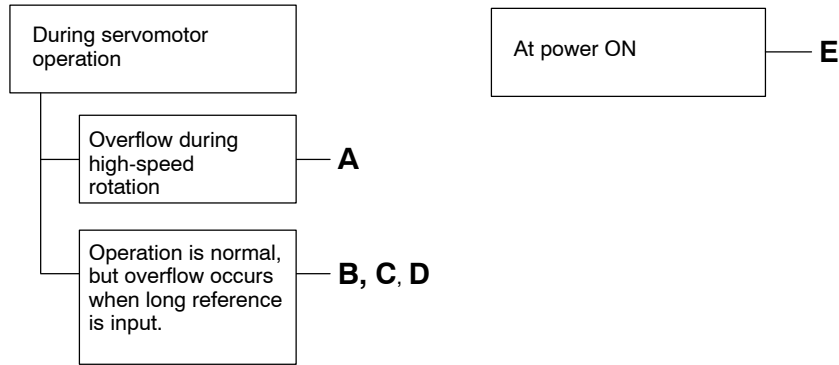 During servomotor
operation
Overflow during
high-speed
rotation
A
Operation is normal,
but overflow occurs
when long reference
is input.
B, C, D
At power ON
E